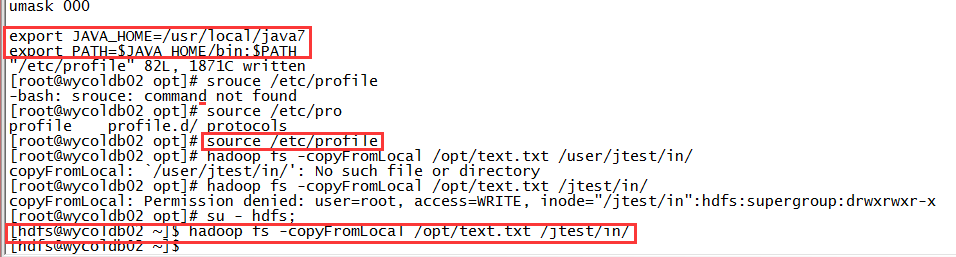 umask 000
export JAVA_HOME=/usr/local/java7
export PATH=$JAVA_HOME/bin:$PATH
"/etc/profile" 82L, 1871C written
[root@wycoldb02 opt]# srouce /etc/profile
-bash: srouce: command not found
[root@wycoldb02 opt]# source /etc/pro
profile profile.d/ protocols
[root@wycoldb02 opt]# source /etc/profile
[root@wycoldb02 opt]# hadoop fs -copyFromLocal /opt/text.txt /user/jtest/in/
copyFromLocal: `/user/jtest/in/': No such file or directory
[root@wycoldb02 opt]# hadoop fs -copyFromLocal /opt/text.txt /jtest/in/
copyFromLocal: Permission denied: user=root, access=WRITE, inode="/jtest/in":hdfs:supergroup:drwxrwxr-x
[root@wycoldb02 opt]# su - hdfs;
[hdfs@wycoldb02 ~]$ hadoop fs -copyFromLocal /opt/text.txt /jtest/in/
[hdfs@wycoldb02 ~]$